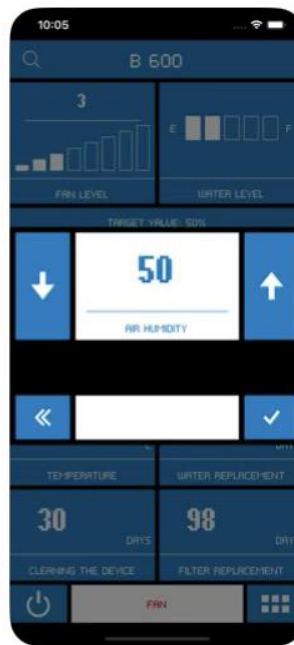 10:05
B 600
3
E F
FAN LEVEL
WATER LEVEL
TARGET VALUE: 50%
50
AIR HUMIDITY
TEMPERATURE
WATER REPLACEMENT
30
DAYS
98
CLEANING THE DEVICE
FILTER REPLACEMENT
FAN